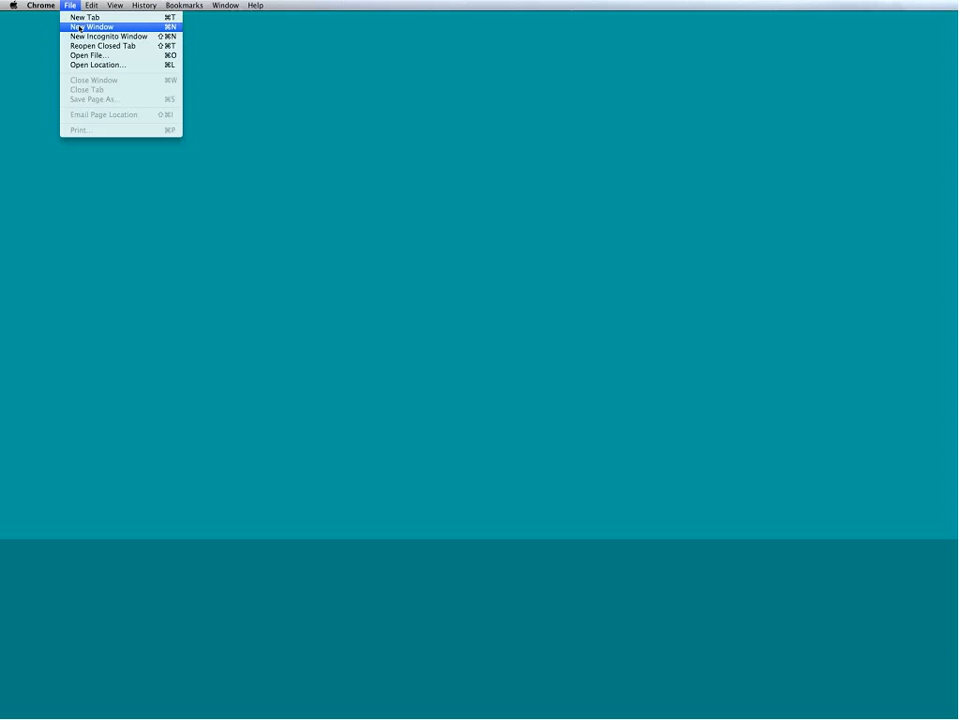 Chrome File Edit View History Bookmarks Window Help
New Tab ⌘T
New Window ⌘N
New Incognito Window ⇧⌘N
Reopen Closed Tab ⇧⌘T
Open File... ⌘O
Open Location... ⌘L
Close Window ⌘W
Close Tab
Save Page As... ⌘S
Email Page Location ⇧⌘I
Print... ⌘P